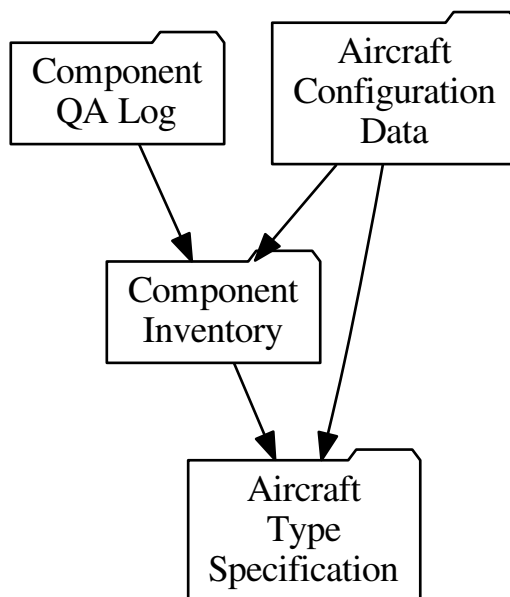 Component
QA Log
Aircraft
Configuration
Data
Component
Inventory
Aircraft
Type
Specification